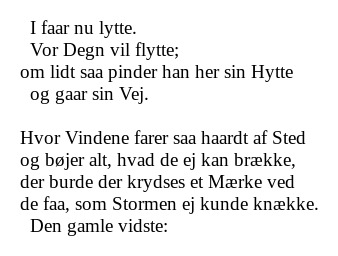 I faar nu lytte.
Vor Degn vil flytte;
om lidt saa pinder han her sin Hytte
og gaar sin Vej.

Hvor Vindene farer saa haardt af Sted
og bøjer alt, hvad de ej kan brække,
der burde der krydses et Mærke ved
de faa, som Stormen ej kunde knække.
Den gamle vidste: